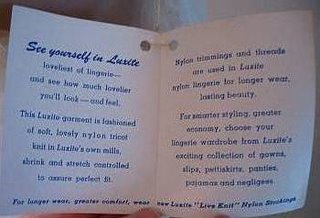 See yourself in Luxite
loveliest of lingerie—
and see how much lovelier
you'll look — and feel.
This Luxite garment is fashioned
of soft, lovely nylon tricot
knit in Luxite's own mills,
shrink and stretch controlled
to assure perfect fit.
Nylon trimmings and threads
are used in Luxite
nylon lingerie for longer wear,
lasting beauty.
For smarter styling, greater
economy, choose your
lingerie wardrobe from Luxite's
exciting collection of gowns,
slips, pettiskirts, panties,
pajamas and negligees.
For longer wear, greater comfort, wear new Luxite "Live Knit" Nylon Stockings